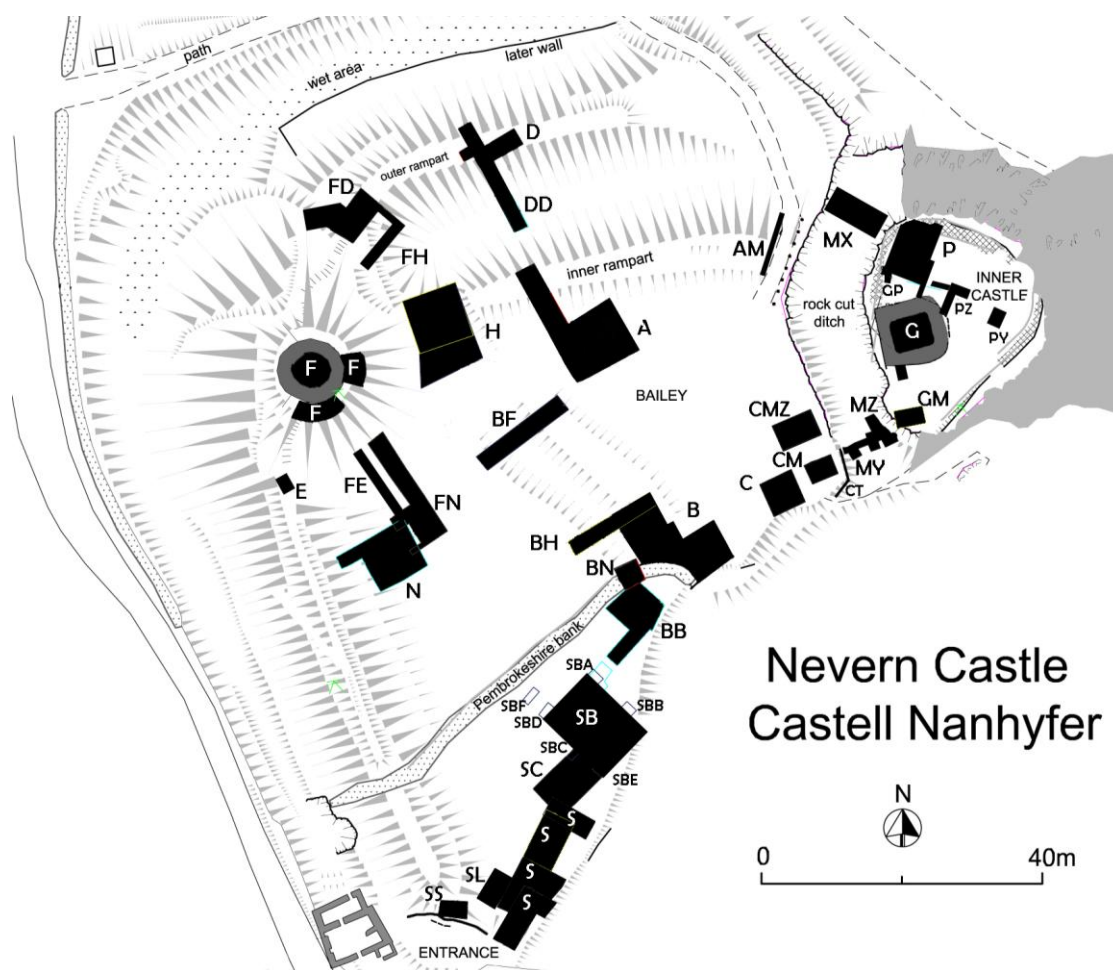 path
wet area
later wall
D
outer rampart
FD
DD
FH
AM
MX
inner rampart
P
GP
INNER
CASTLE
PZ
rock cut
ditch
H
A
G
PY
F
F
F
BAILEY
BF
CMZ
MZ
GM
CM
MY
E
FE
FN
C
CT
B
BH
BN
N
BB
Pembrokeshire bank
SBA
SBF
SBD
SB
SBB
SBC
SC
SBE
S
S
SL
S
SS
S
ENTRANCE
Nevern Castle
Castell Nanhyfer
N
0 40m